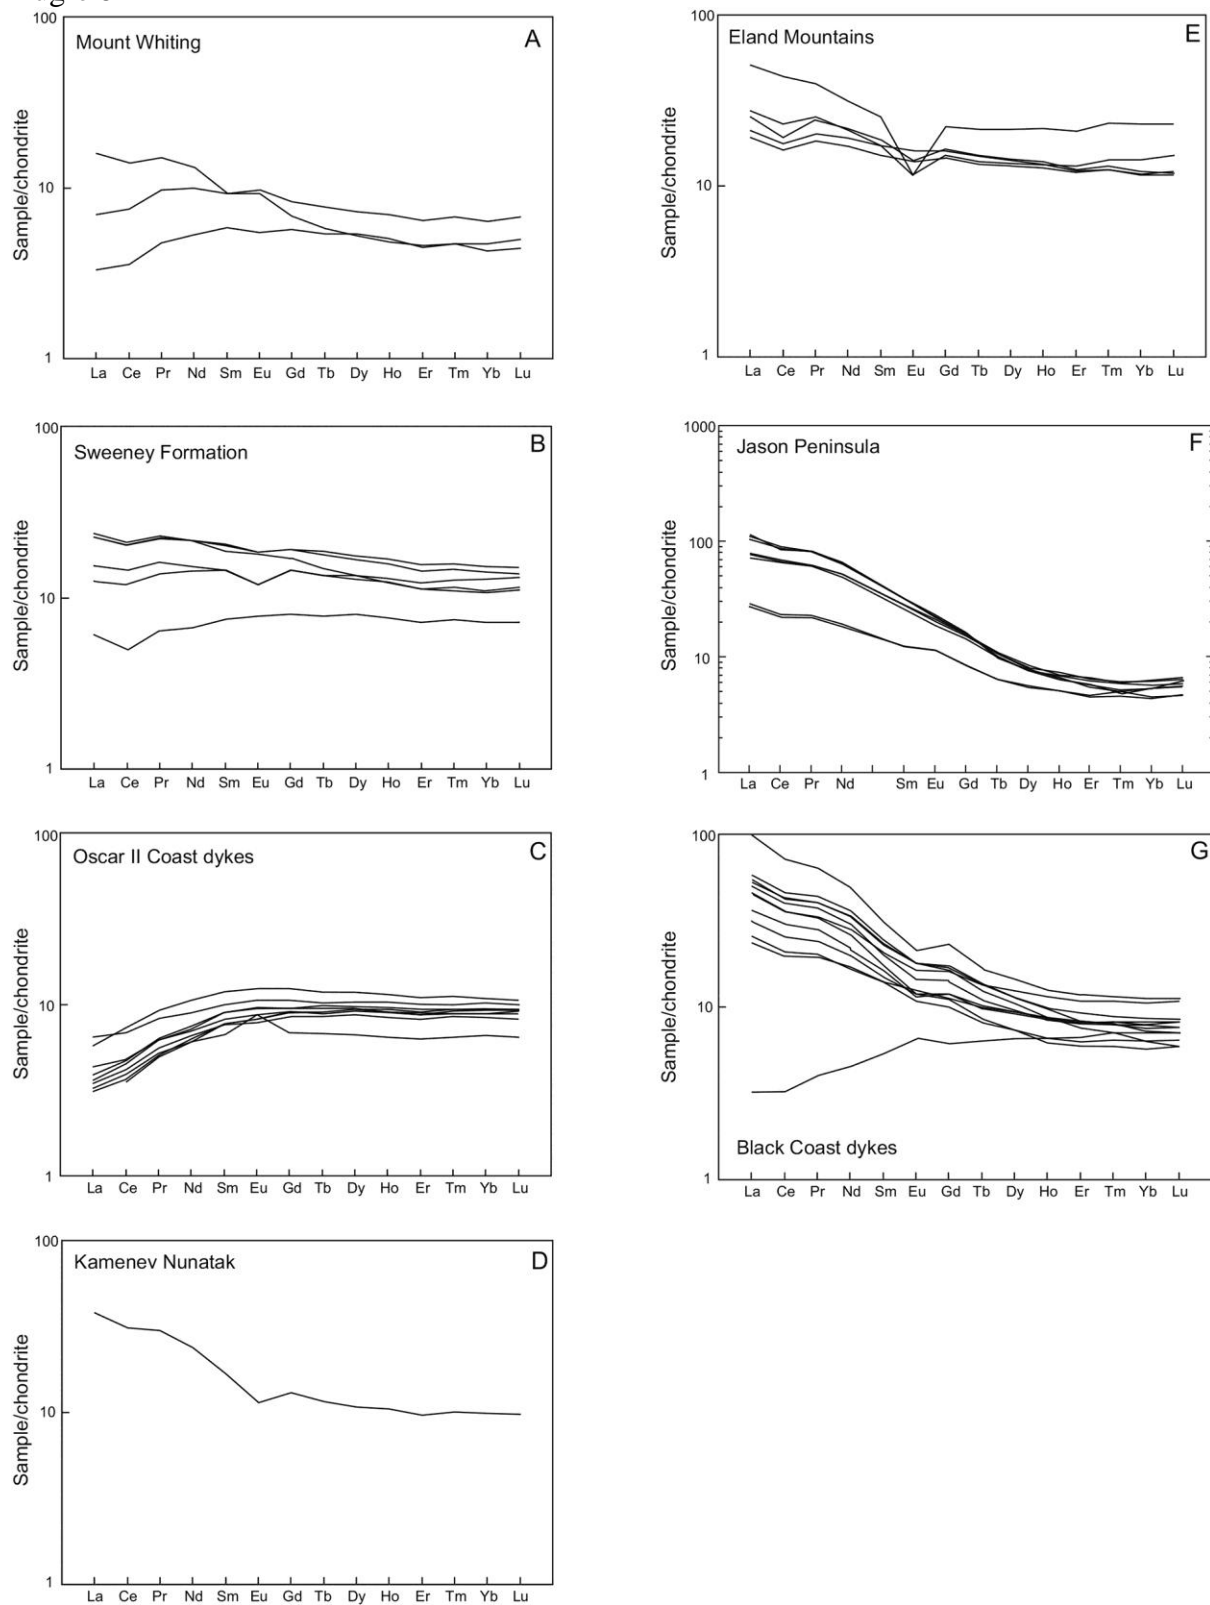 100
Mount Whiting
A
Sample/chondrite
10
1
La Ce Pr Nd Sm Eu Gd Tb Dy Ho Er Tm Yb Lu
100
Sweeney Formation
B
Sample/chondrite
10
1
La Ce Pr Nd Sm Eu Gd Tb Dy Ho Er Tm Yb Lu
100
Oscar II Coast dykes
C
Sample/chondrite
10
1
La Ce Pr Nd Sm Eu Gd Tb Dy Ho Er Tm Yb Lu
100
Kamenev Nunatak
D
Sample/chondrite
10
1
La Ce Pr Nd Sm Eu Gd Tb Dy Ho Er Tm Yb Lu
100
Eland Mountains
E
Sample/chondrite
10
1
La Ce Pr Nd Sm Eu Gd Tb Dy Ho Er Tm Yb Lu
1000
Jason Peninsula
F
100
Sample/chondrite
10
1
La Ce Pr Nd Sm Eu Gd Tb Dy Ho Er Tm Yb Lu
100
G
Sample/chondrite
10
Black Coast dykes
1
La Ce Pr Nd Sm Eu Gd Tb Dy Ho Er Tm Yb Lu